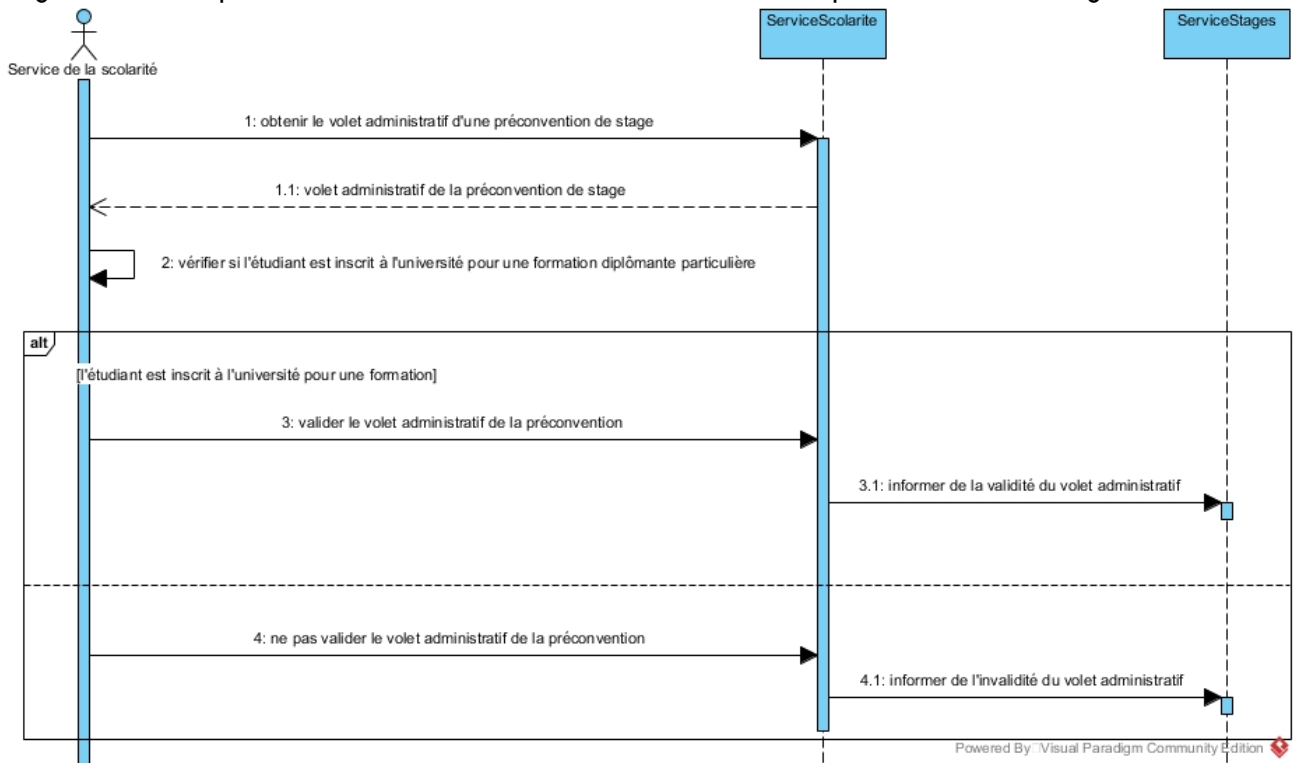 ServiceScolarite
ServiceStages
Service de la scolarité
1: obtenir le volet administratif d'une préconvention de stage
1.1: volet administratif de la préconvention de stage
2: vérifier si l'étudiant est inscrit à l'université pour une formation diplômante particulière
alt
[l'étudiant est inscrit à l'université pour une formation]
3: valider le volet administratif de la préconvention
3.1: informer de la validité du volet administratif
4: ne pas valider le volet administratif de la préconvention
4.1: informer de l'invalidité du volet administratif
Powered By Visual Paradigm Community Edition